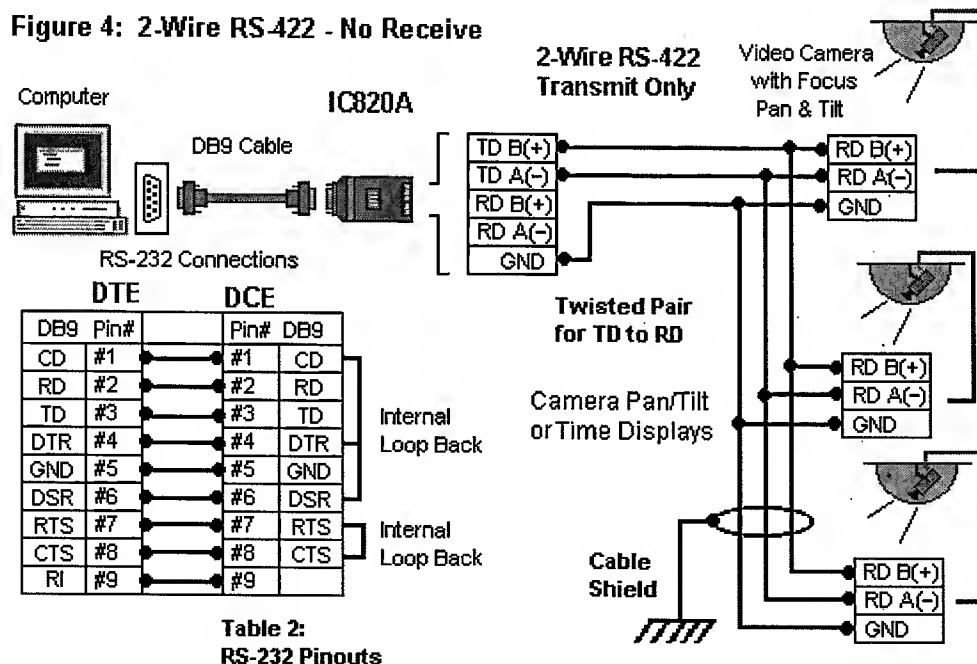 Figure 4: 2-Wire RS-422 - No Receive
2-Wire RS-422
Transmit Only
Video Camera
with Focus
Pan & Tilt
Computer
IC820A
DB9 Cable
TD B(+)
TD A(-)
RD B(+)
RD A(-)
GND
RD B(+)
RD A(-)
GND
RS-232 Connections
DTE DCE
DB9 Pin# Pin# DB9
CD #1 #1 CD
RD #2 #2 RD
TD #3 #3 TD
DTR #4 #4 DTR
GND #5 #5 GND
DSR #6 #6 DSR
RTS #7 #7 RTS
CTS #8 #8 CTS
RI #9 #9
Internal
Loop Back
Internal
Loop Back
Twisted Pair
for TD to RD
Camera Pan/Tilt
or Time Displays
RD B(+)
RD A(-)
GND
Cable
Shield
RD B(+)
RD A(-)
GND
Table 2:
RS-232 Pinouts